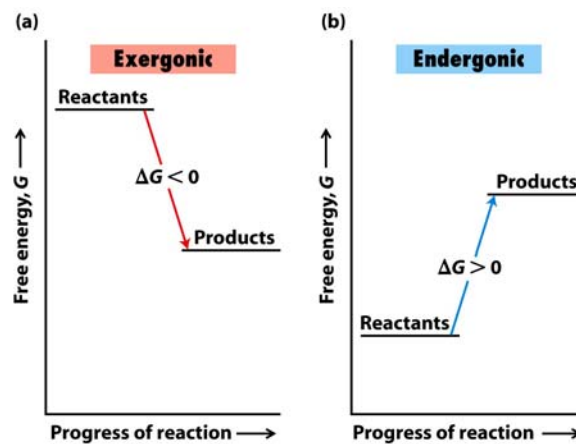 (a)
Exergonic
Reactants
ΔG < 0
Products
Free energy, G ⟶
Progress of reaction ⟶
(b)
Endergonic
Products
ΔG > 0
Reactants
Free energy, G ⟶
Progress of reaction ⟶